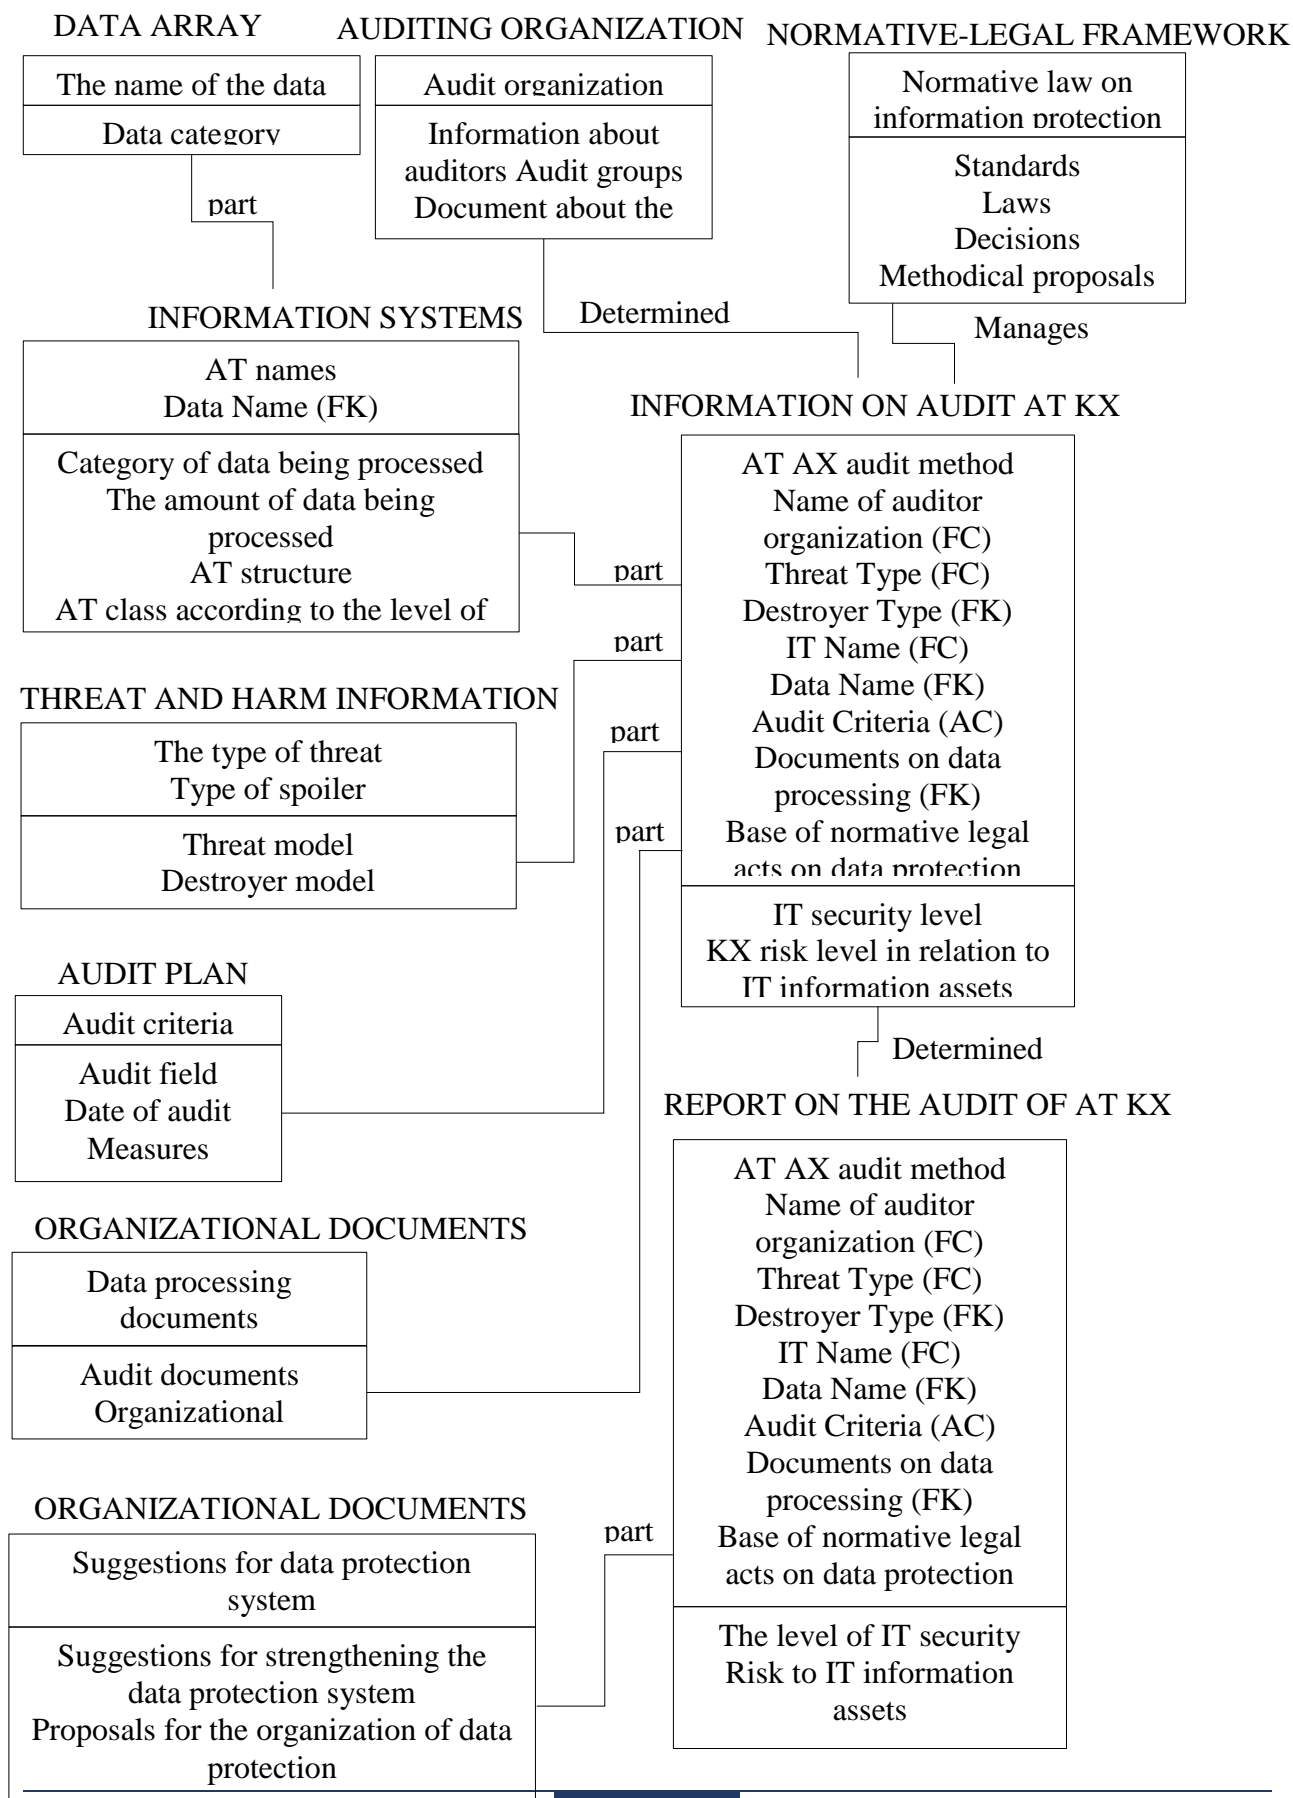 DATA ARRAY
The name of the data
Data category
part
AUDITING ORGANIZATION
Audit organization
Information about
auditors Audit groups
Document about the
Determined
NORMATIVE-LEGAL FRAMEWORK
Normative law on
information protection
Standards
Laws
Decisions
Methodical proposals
Manages
INFORMATION SYSTEMS
AT names
Data Name (FK)
Category of data being processed
The amount of data being
processed
AT structure
AT class according to the level of
part
THREAT AND HARM INFORMATION
The type of threat
Type of spoiler
Threat model
Destroyer model
part
AUDIT PLAN
Audit criteria
Audit field
Date of audit
Measures
part
ORGANIZATIONAL DOCUMENTS
Data processing
documents
Audit documents
Organizational
part
INFORMATION ON AUDIT AT KX
AT AX audit method
Name of auditor
organization (FC)
Threat Type (FC)
Destroyer Type (FK)
IT Name (FC)
Data Name (FK)
Audit Criteria (AC)
Documents on data
processing (FK)
Base of normative legal
acts on data protection
IT security level
KX risk level in relation to
IT information assets
Determined
REPORT ON THE AUDIT OF AT KX
AT AX audit method
Name of auditor
organization (FC)
Threat Type (FC)
Destroyer Type (FK)
IT Name (FC)
Data Name (FK)
Audit Criteria (AC)
Documents on data
processing (FK)
Base of normative legal
acts on data protection
The level of IT security
Risk to IT information
assets
ORGANIZATIONAL DOCUMENTS
Suggestions for data protection
system
Suggestions for strengthening the
data protection system
Proposals for the organization of data
protection
part